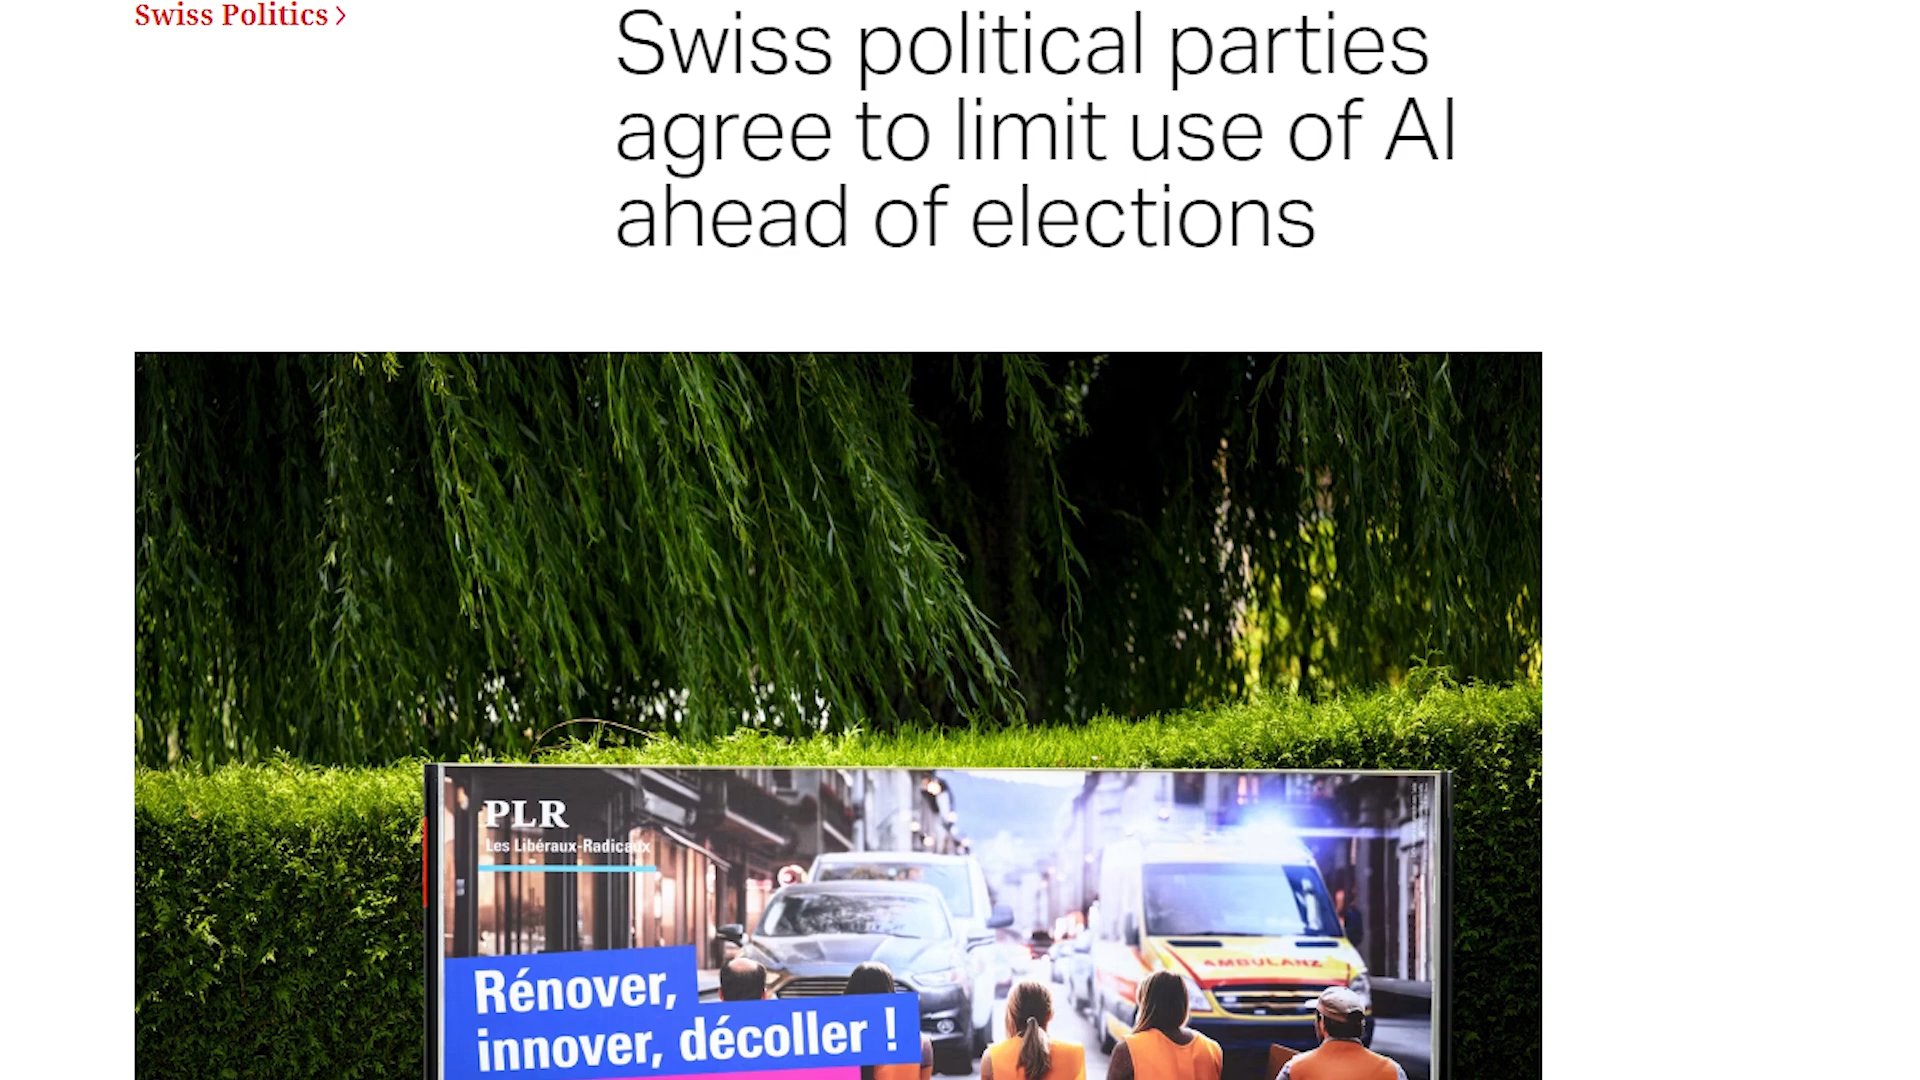 Swiss Politics >
Swiss political parties
agree to limit use of AI
ahead of elections
PLR
Les Libéraux-Radicaux
AMBULANZ
Rénover,
innover, décoller !